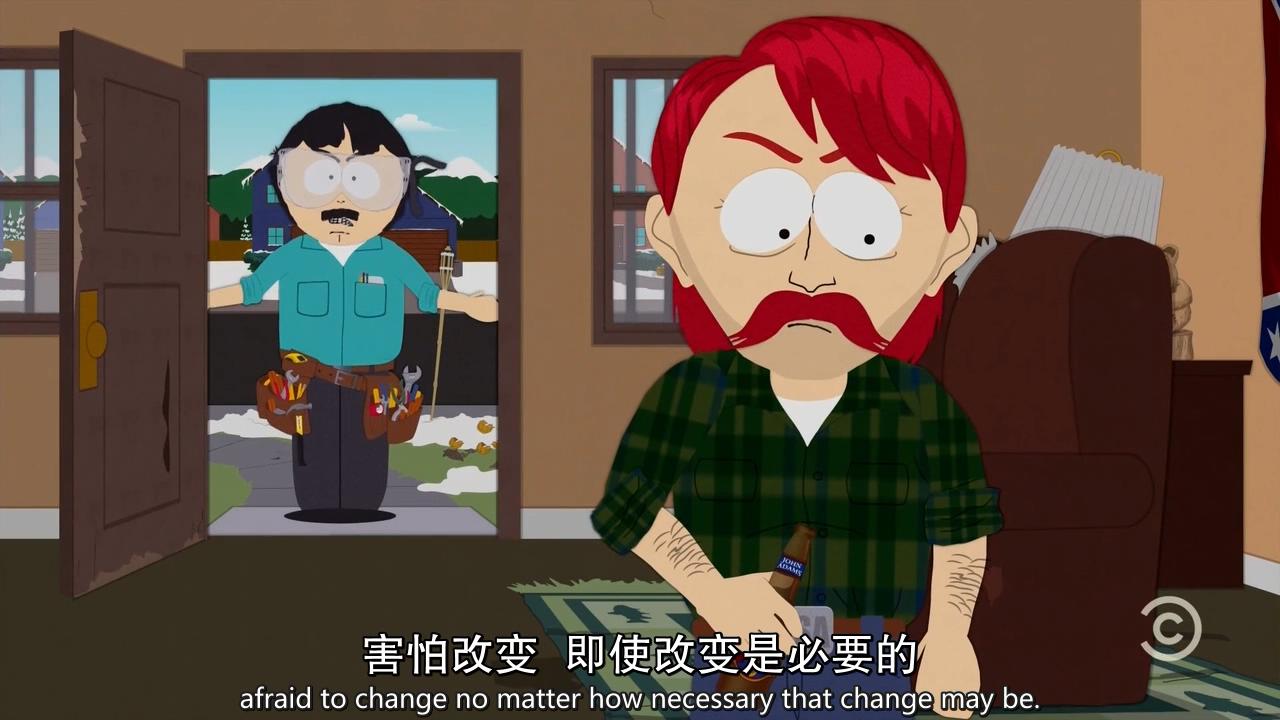 JOHN
ADAMS
害怕改变 即使改变是必要的
afraid to change no matter how necessary that change may be.